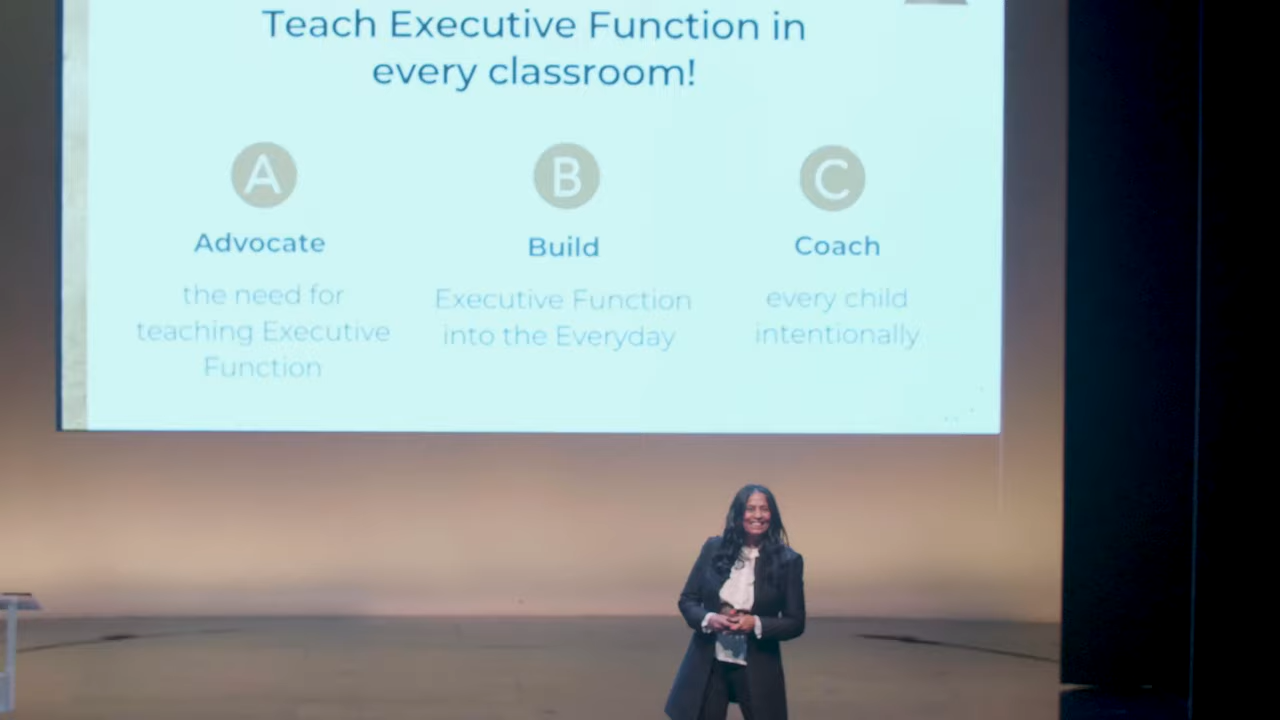 Teach Executive Function in
every classroom!
A
B
C
Advocate
Build
Coach
the need for
teaching Executive
Function
Executive Function
into the Everyday
every child
intentionally